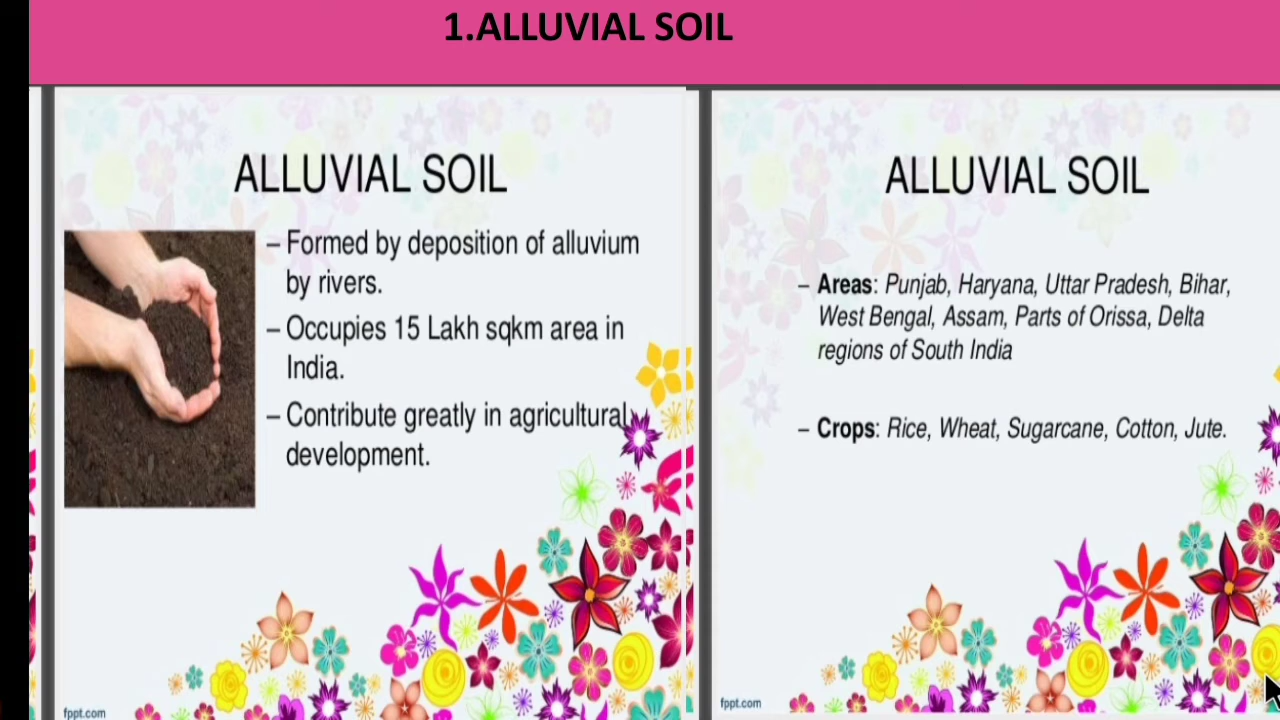 1.ALLUVIAL SOIL
ALLUVIAL SOIL
– Formed by deposition of alluvium
by rivers.
– Occupies 15 Lakh sqkm area in
India.
– Contribute greatly in agricultural
development.
fppt.com
ALLUVIAL SOIL
– Areas: Punjab, Haryana, Uttar Pradesh, Bihar,
West Bengal, Assam, Parts of Orissa, Delta
regions of South India
– Crops: Rice, Wheat, Sugarcane, Cotton, Jute.
fppt.com